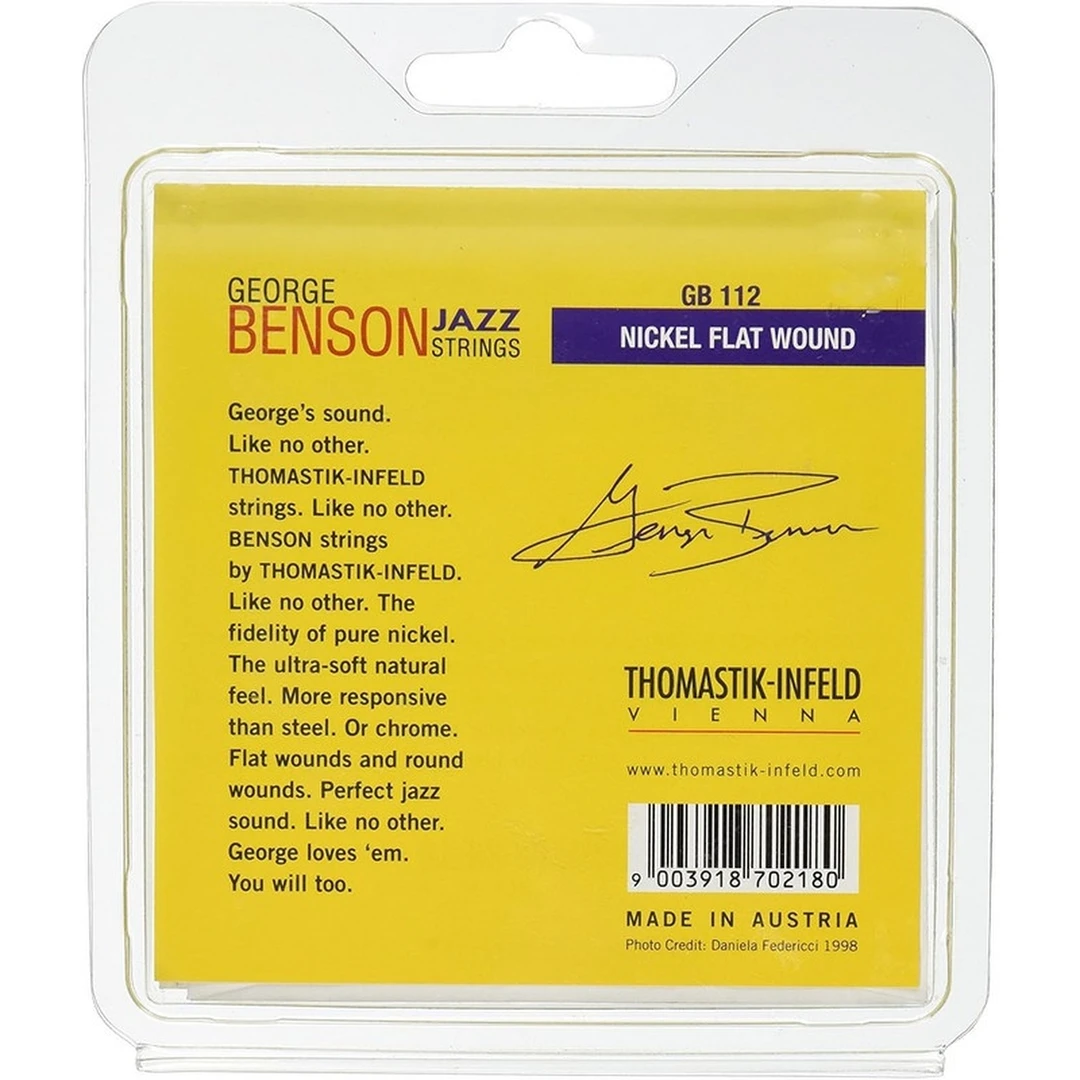 GEORGE
BENSON JAZZ
STRINGS
GB 112
NICKEL FLAT WOUND
George’s sound.
Like no other.
THOMASTIK-INFELD
strings. Like no other.
BENSON strings
by THOMASTIK-INFELD.
Like no other. The
fidelity of pure nickel.
The ultra-soft natural
feel. More responsive
than steel. Or chrome.
Flat wounds and round
wounds. Perfect jazz
sound. Like no other.
George loves ‘em.
You will too.
George Benson
THOMASTIK-INFELD
VIENNA
www.thomastik-infeld.com
9 003918 702180
MADE IN AUSTRIA
Photo Credit: Daniela Federicci 1998